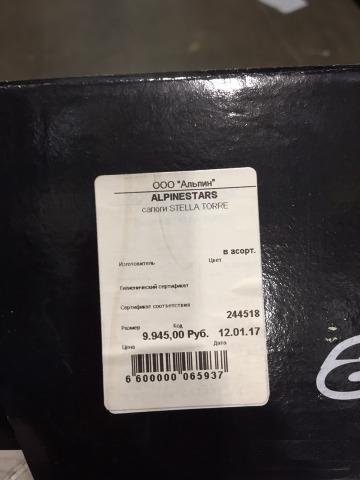 ООО "Альпин"
ALPINESTARS
сапоги STELLA TORRE
в асорт.
Изготовитель Цвет
Гигиенический сертификат
Сертификат соответствия
244518
Размер Код
9.945,00 Руб. 12.01.17
Цена Дата
6 600000 065937